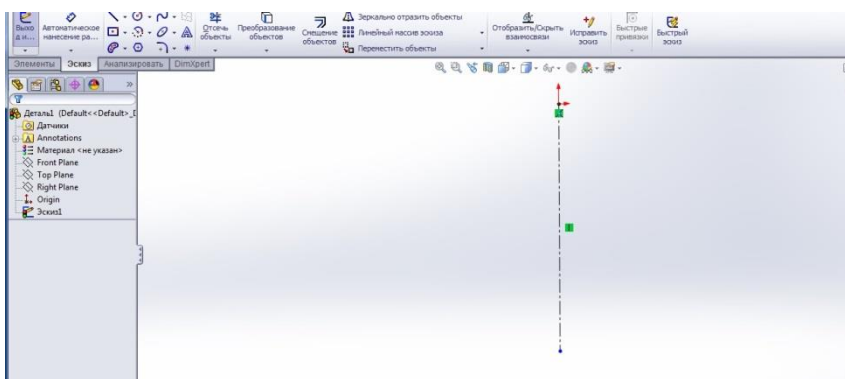 Зеркально отразить объекты
Выхо
д и...
Автоматическое
нанесение ра...
Отсечь
объекты
Преобразование
объектов
Смещение
объектов
Линейный массив эскиза
Переместить объекты
Отобразить/Скрыть
взаимосвязи
Исправить
эскиз
Быстрые
привязки
Быстрый
эскиз
Элементы
Эскиз
Анализировать
DimXpert
Деталь1 (Default<<Default>_D
Датчики
Annotations
Материал <не указан>
Front Plane
Top Plane
Right Plane
Origin
Эскиз1